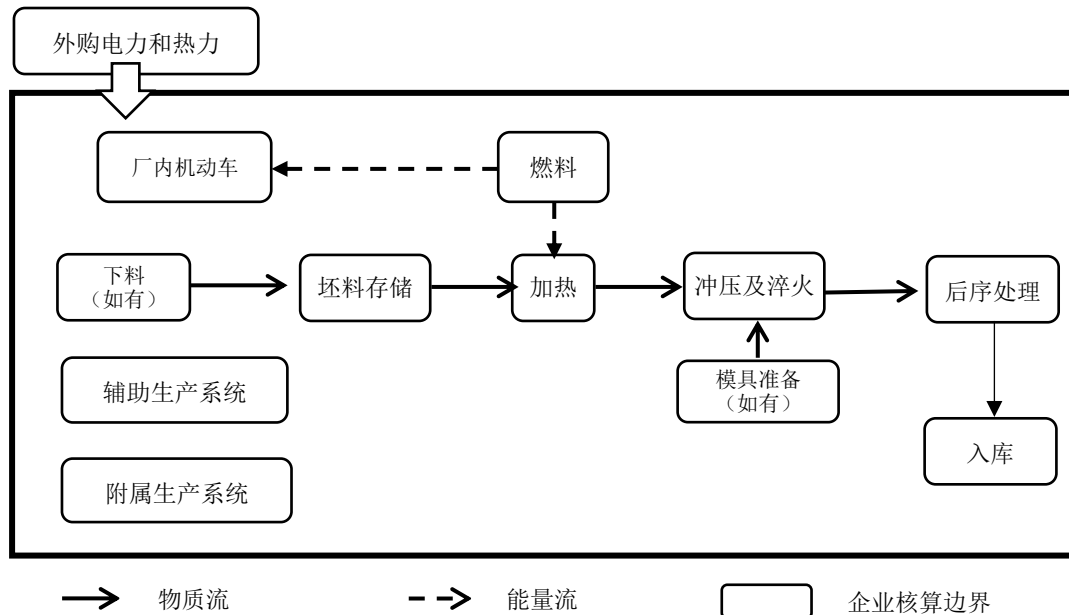 外购电力和热力
厂内机动车
燃料
下料
（如有）
坯料存储
加热
冲压及淬火
后序处理
辅助生产系统
模具准备
（如有）
入库
附属生产系统
物质流
能量流
企业核算边界